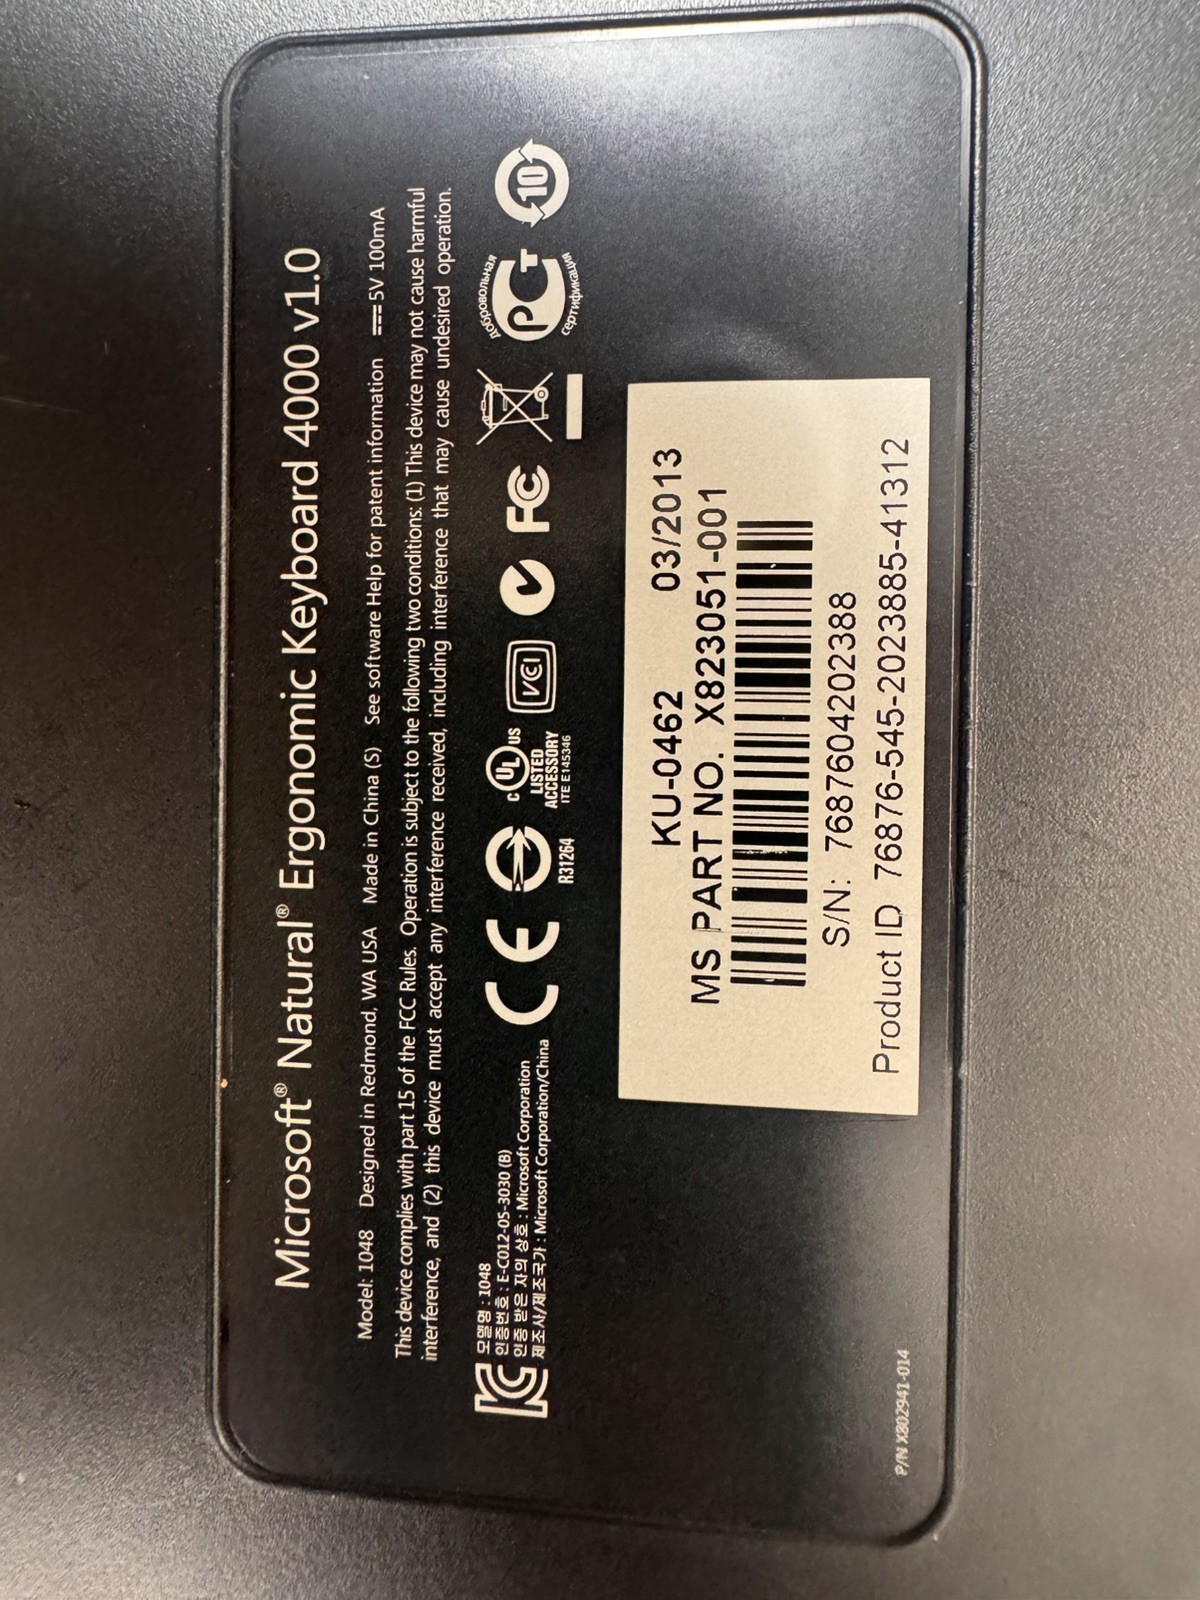 Microsoft® Natural® Ergonomic Keyboard 4000 v1.0
Model: 1048 Designed in Redmond, WA USA Made in China (S) See software Help for patent information ⎓5V 100mA
This device complies with part 15 of the FCC Rules. Operation is subject to the following two conditions: (1) This device may not cause harmful
interference, and (2) this device must accept any interference received, including interference that may cause undesired operation.
모델명 : 1048
인증번호 : E-C012-05-3030 (B)
인증 받은 자의 상호 : Microsoft Corporation
제조사/제조국가 : Microsoft Corporation/China
CE
R31264
c UL US
LISTED
ACCESSORY
ITE E145346
VCI
FC
добровольная
РСТ
сертификация
10
KU-0462 03/2013
MS PART NO. X823051-001
S/N: 7687604202388
Product ID 76876-545-2023885-41312
P/N X802941-014